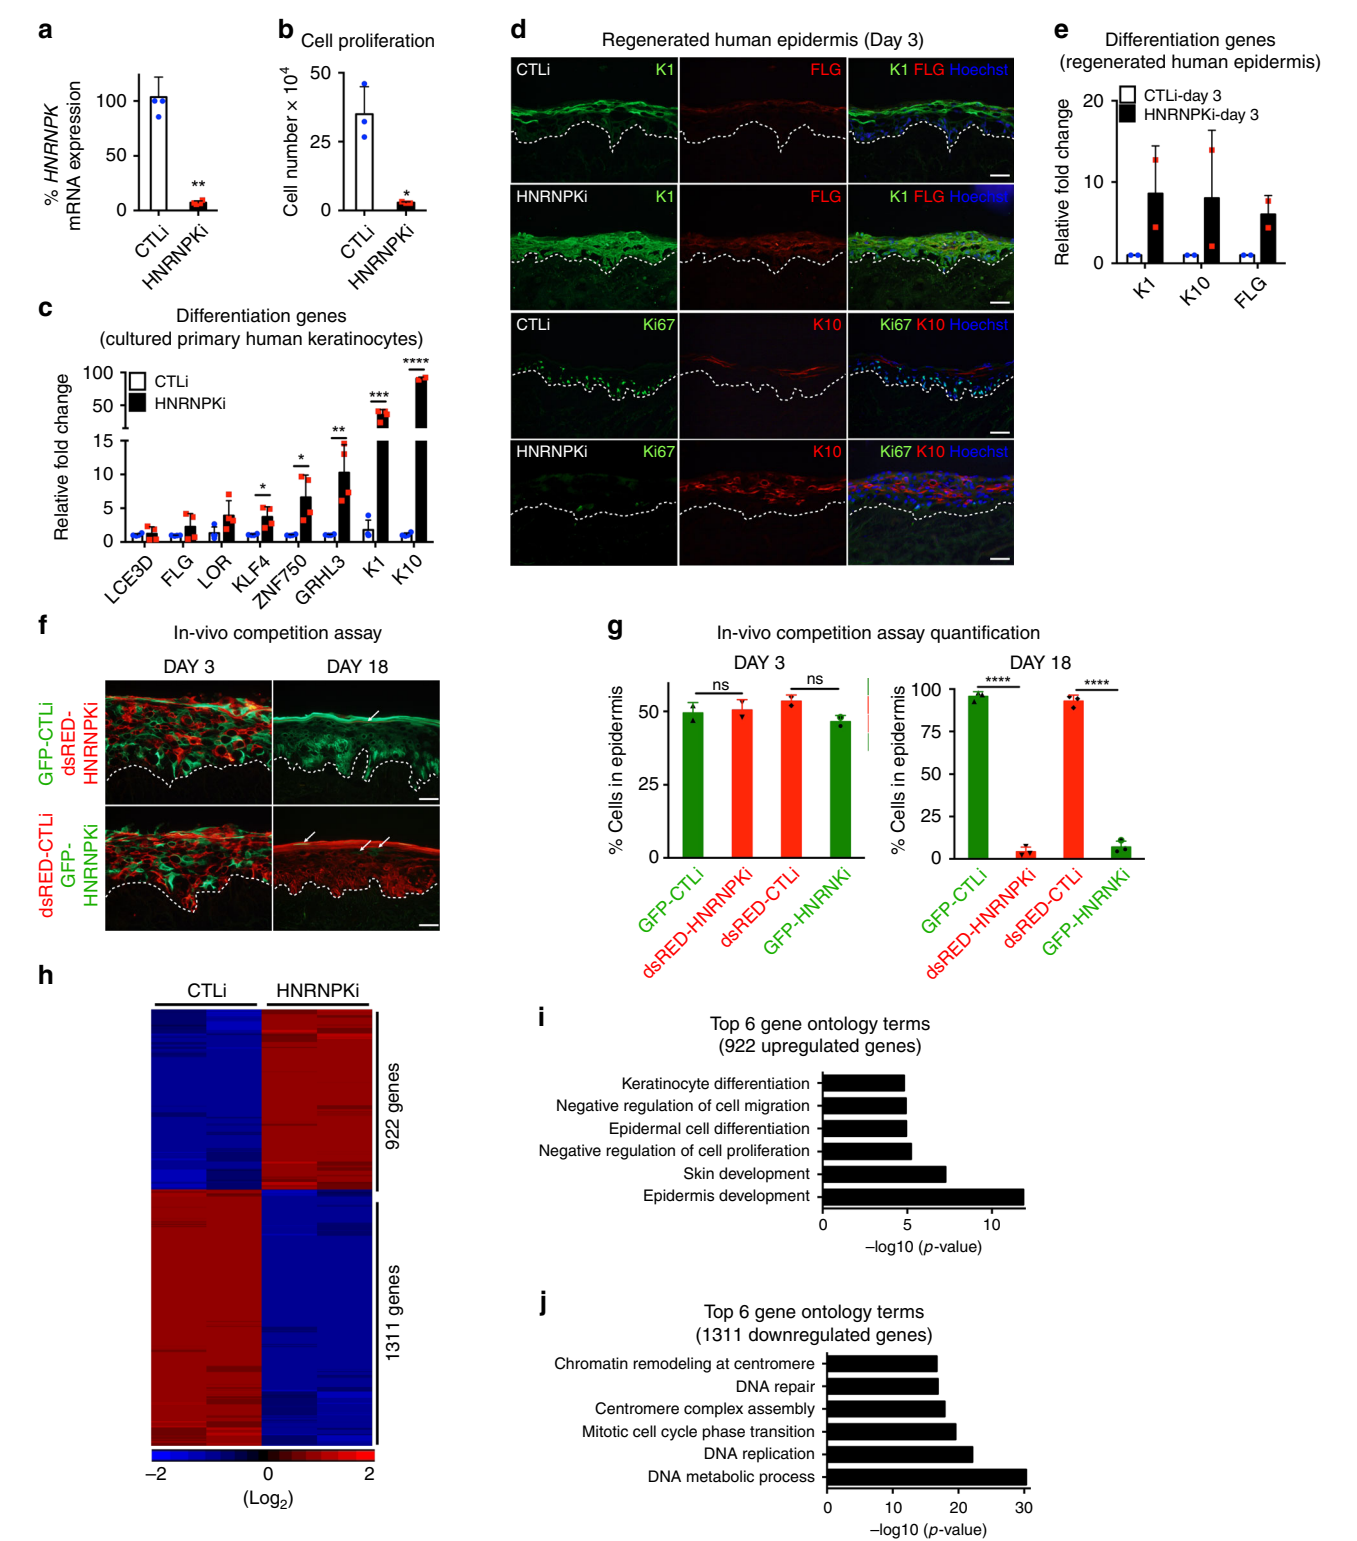 a
% HNRNPK
mRNA expression
100
50
0
**
CTLi
HNRNPKi
b
Cell proliferation
Cell number × 10⁴
50
25
0
*
CTLi
HNRNPKi
c
Differentiation genes
(cultured primary human keratinocytes)
Relative fold change
CTLi
HNRNPKi
100
50
15
10
5
0
*
*
**
***
****
LCE3D
FLG
LOR
KLF4
ZNF750
GRHL3
K1
K10
d
Regenerated human epidermis (Day 3)
CTLi K1 FLG K1 FLG Hoechst
HNRNPKi K1 FLG K1 FLG Hoechst
CTLi Ki67 K10 Ki67 K10 Hoechst
HNRNPKi Ki67 K10 Ki67 K10 Hoechst
e
Differentiation genes
(regenerated human epidermis)
CTLi-day 3
HNRNPKi-day 3
Relative fold change
20
10
0
K1
K10
FLG
f
In-vivo competition assay
DAY 3 DAY 18
GFP-CTLi
dsRED-
HNRNPKi
dsRED-CTLi
GFP-
HNRNPKi
g
In-vivo competition assay quantification
DAY 3
% Cells in epidermis
50
25
0
ns
ns
GFP-CTLi
dsRED-HNRNPKi
dsRED-CTLi
GFP-HNRNKi
DAY 18
% Cells in epidermis
100
75
50
25
0
****
****
GFP-CTLi
dsRED-HNRNPKi
dsRED-CTLi
GFP-HNRNKi
h
CTLi HNRNPKi
922 genes
1311 genes
–2 0 2
(Log₂)
i
Top 6 gene ontology terms
(922 upregulated genes)
Keratinocyte differentiation
Negative regulation of cell migration
Epidermal cell differentiation
Negative regulation of cell proliferation
Skin development
Epidermis development
0 5 10
–log10 (p-value)
j
Top 6 gene ontology terms
(1311 downregulated genes)
Chromatin remodeling at centromere
DNA repair
Centromere complex assembly
Mitotic cell cycle phase transition
DNA replication
DNA metabolic process
0 10 20 30
–log10 (p-value)